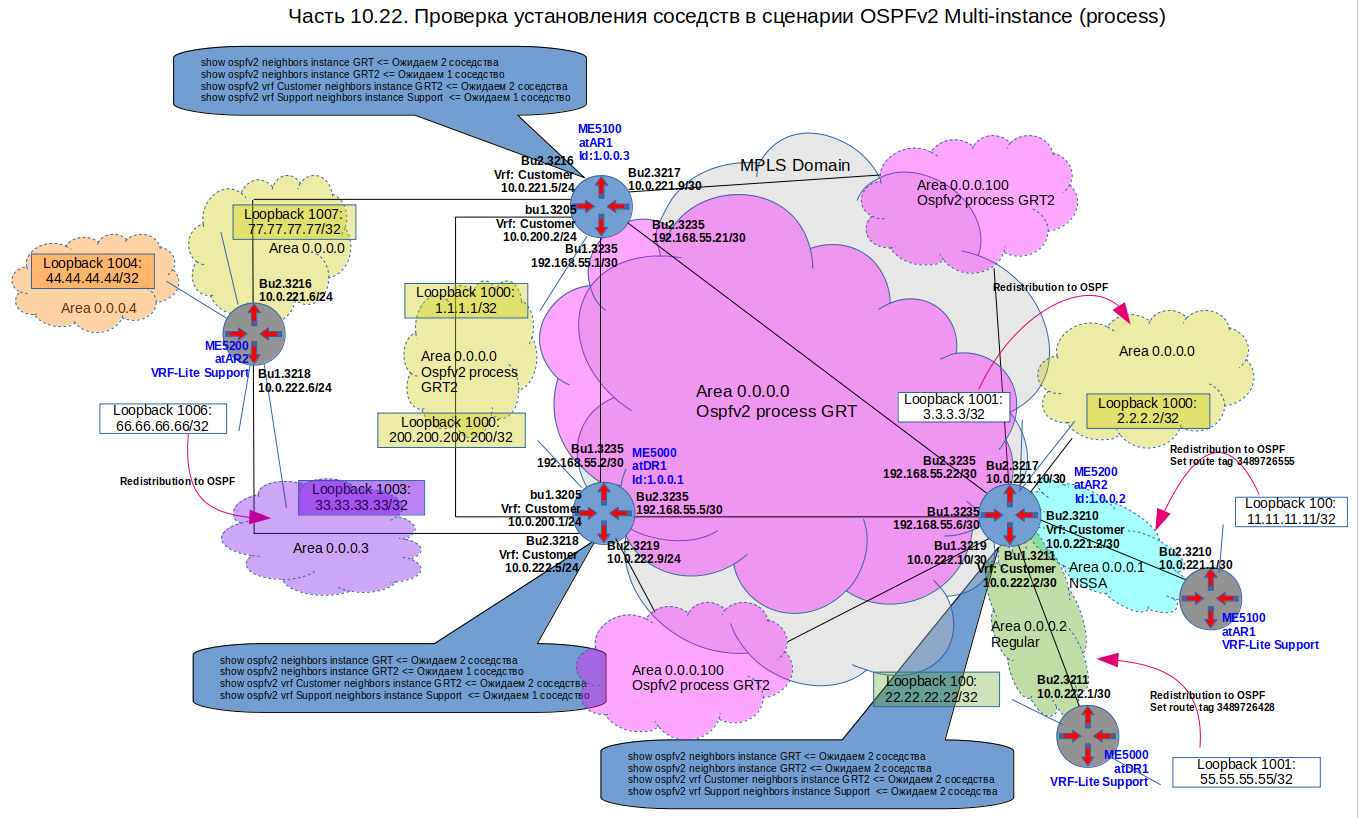 Часть 10.22. Проверка установления соседств в сценарии OSPFv2 Multi-instance (process)
show ospfv2 neighbors instance GRT <= Ожидаем 2 соседства
show ospfv2 neighbors instance GRT2 <= Ожидаем 1 соседство
show ospfv2 vrf Customer neighbors instance GRT2 <= Ожидаем 2 соседства
show ospfv2 vrf Support neighbors instance Support <= Ожидаем 1 соседство
ME5100
atAR1
Id:1.0.0.3
Bu2.3216
Vrf: Customer
10.0.221.5/24
Bu2.3217
10.0.221.9/30
MPLS Domain
Area 0.0.0.100
Ospfv2 process GRT2
bu1.3205
Vrf: Customer
10.0.200.2/24
Bu2.3235
192.168.55.21/30
Bu1.3235
192.168.55.1/30
Loopback 1007:
77.77.77.77/32
Area 0.0.0.0
Loopback 1004:
44.44.44.44/32
Area 0.0.0.4
Bu2.3216
10.0.221.6/24
ME5200
atAR2
VRF-Lite Support
Bu1.3218
10.0.222.6/24
Loopback 1000:
1.1.1.1/32
Area 0.0.0.0
Ospfv2 process
GRT2
Loopback 1000:
200.200.200.200/32
Redistribution to OSPF
Area 0.0.0.0
Area 0.0.0.0
Ospfv2 process GRT
Loopback 1001:
3.3.3.3/32
Loopback 1000:
2.2.2.2/32
Loopback 1006:
66.66.66.66/32
Redistribution to OSPF
Loopback 1003:
33.33.33.33/32
Area 0.0.0.3
Bu1.3235
192.168.55.2/30
ME5000
atDR1
Id:1.0.0.1
bu1.3205
Vrf: Customer
10.0.200.1/24
Bu2.3235
192.168.55.5/30
Bu2.3218
Vrf: Customer
10.0.222.5/24
Bu2.3219
10.0.222.9/24
Bu2.3235
192.168.55.22/30
Bu2.3217
10.0.221.10/30
ME5200
atAR2
Id:1.0.0.2
Bu1.3235
192.168.55.6/30
Bu2.3210
Vrf: Customer
10.0.221.2/30
Bu1.3219
10.0.222.10/30
Bu1.3211
Vrf: Customer
10.0.222.2/30
Redistribution to OSPF
Set route tag 3489726555
Loopback 100:
11.11.11.11/32
Bu2.3210
10.0.221.1/30
Area 0.0.0.1
NSSA
ME5100
atAR1
VRF-Lite Support
Area 0.0.0.2
Regular
show ospfv2 neighbors instance GRT <= Ожидаем 2 соседства
show ospfv2 neighbors instance GRT2 <= Ожидаем 1 соседство
show ospfv2 vrf Customer neighbors instance GRT2 <= Ожидаем 2 соседства
show ospfv2 vrf Support neighbors instance Support <= Ожидаем 1 соседство
Area 0.0.0.100
Ospfv2 process GRT2
Loopback 100:
22.22.22.22/32
Bu2.3211
10.0.222.1/30
Redistribution to OSPF
Set route tag 3489726428
ME5000
atDR1
VRF-Lite Support
Loopback 1001:
55.55.55.55/32
show ospfv2 neighbors instance GRT <= Ожидаем 2 соседства
show ospfv2 neighbors instance GRT2 <= Ожидаем 2 соседства
show ospfv2 vrf Customer neighbors instance GRT2 <= Ожидаем 2 соседства
show ospfv2 vrf Support neighbors instance Support <= Ожидаем 2 соседства